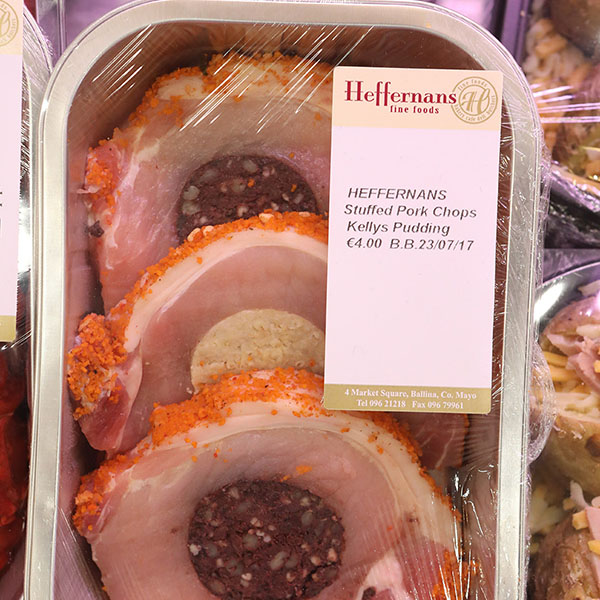 Heffernans
fine foods
HEFFERNANS
Stuffed Pork Chops
Kellys Pudding
€4.00 B.B.23/07/17
4 Market Square, Ballina, Co. Mayo
Tel 096 21218 Fax 096 79961